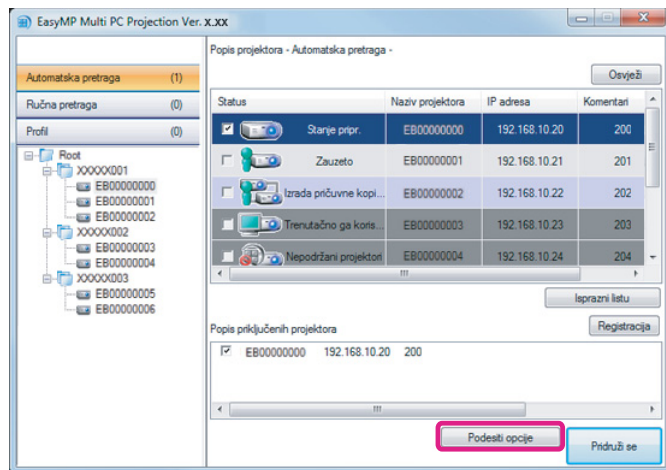 EasyMP Multi PC Projection Ver. x.xx
Popis projektora - Automatska pretraga -
Osvježi
Automatska pretraga (1)
Ručna pretraga (0)
Profil (0)
Root
XXXXX001
EB00000000
EB00000001
EB00000002
XXXXX002
EB00000003
EB00000004
XXXXX003
EB00000005
EB00000006
Status Naziv projektora IP adresa Komentari
Stanje pripr. EB00000000 192.168.10.20 200
Zauzeto EB00000001 192.168.10.21 201
Izrada pričuvne kopi... EB00000002 192.168.10.22 202
Trenutačno ga koris... EB00000003 192.168.10.23 203
Nepodržani projektori EB00000004 192.168.10.24 204
Isprazni listu
Popis priključenih projektora
Registracija
EB00000000 192.168.10.20 200
Podesiti opcije
Pridruži se